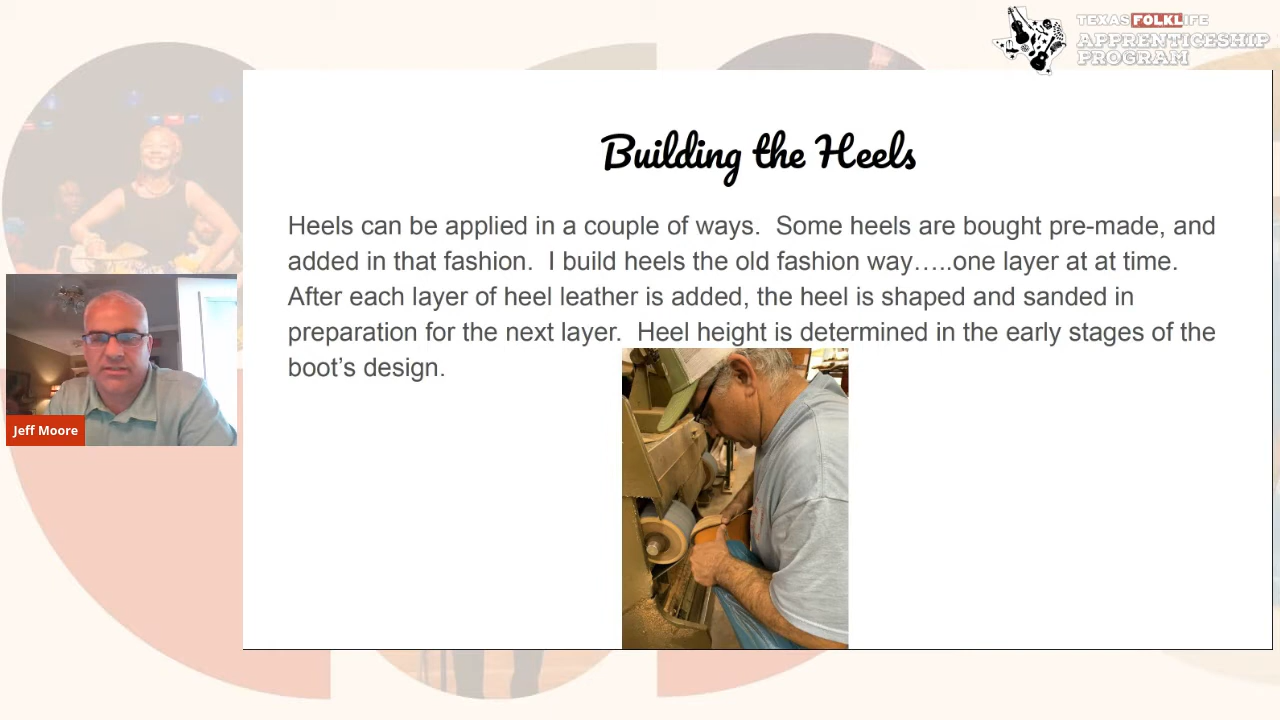 TEXAS FOLKLIFE
APPRENTICESHIP
PROGRAM
Building the Heels
Heels can be applied in a couple of ways.  Some heels are bought pre-made, and
added in that fashion.  I build heels the old fashion way…..one layer at at time.
After each layer of heel leather is added, the heel is shaped and sanded in
preparation for the next layer.  Heel height is determined in the early stages of the
boot’s design.
Jeff Moore